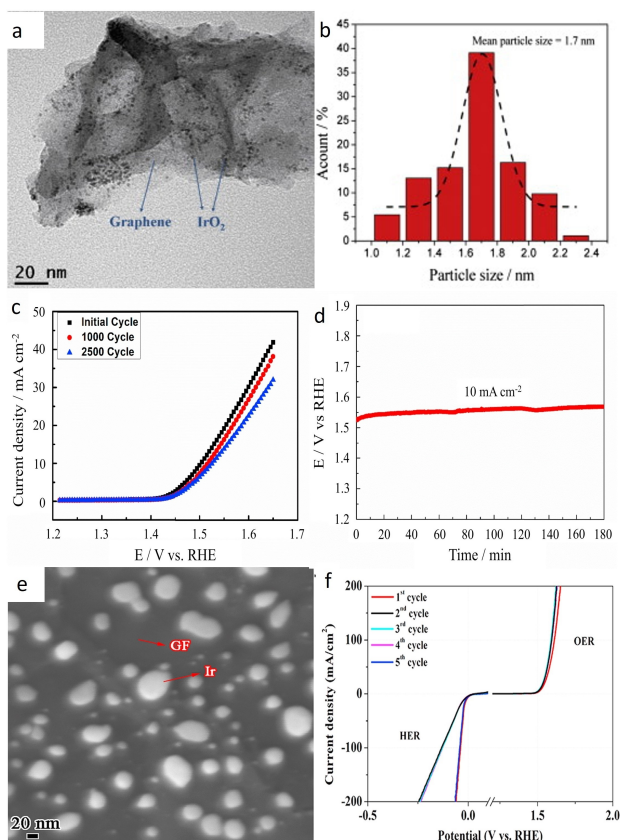 a
Graphene
IrO2
20 nm
b
Mean particle size = 1.7 nm
45
40
35
30
25
20
15
10
5
0
Acount / %
1.0 1.2 1.4 1.6 1.8 2.0 2.2 2.4
Particle size / nm
c
Initial Cycle
1000 Cycle
2500 Cycle
50
40
30
20
10
0
Current density / mA cm-2
1.2 1.3 1.4 1.5 1.6 1.7
E / V vs. RHE
d
10 mA cm-2
1.9
1.8
1.7
1.6
1.5
1.4
1.3
1.2
E / V vs RHE
0 20 40 60 80 100 120 140 160 180
Time / min
e
GF
Ir
20 nm
f
1st cycle
2nd cycle
3rd cycle
4th cycle
5th cycle
OER
HER
200
100
0
-100
-200
Current density (mA/cm2)
-0.5 0.0 1.5 2.0
Potential (V vs. RHE)